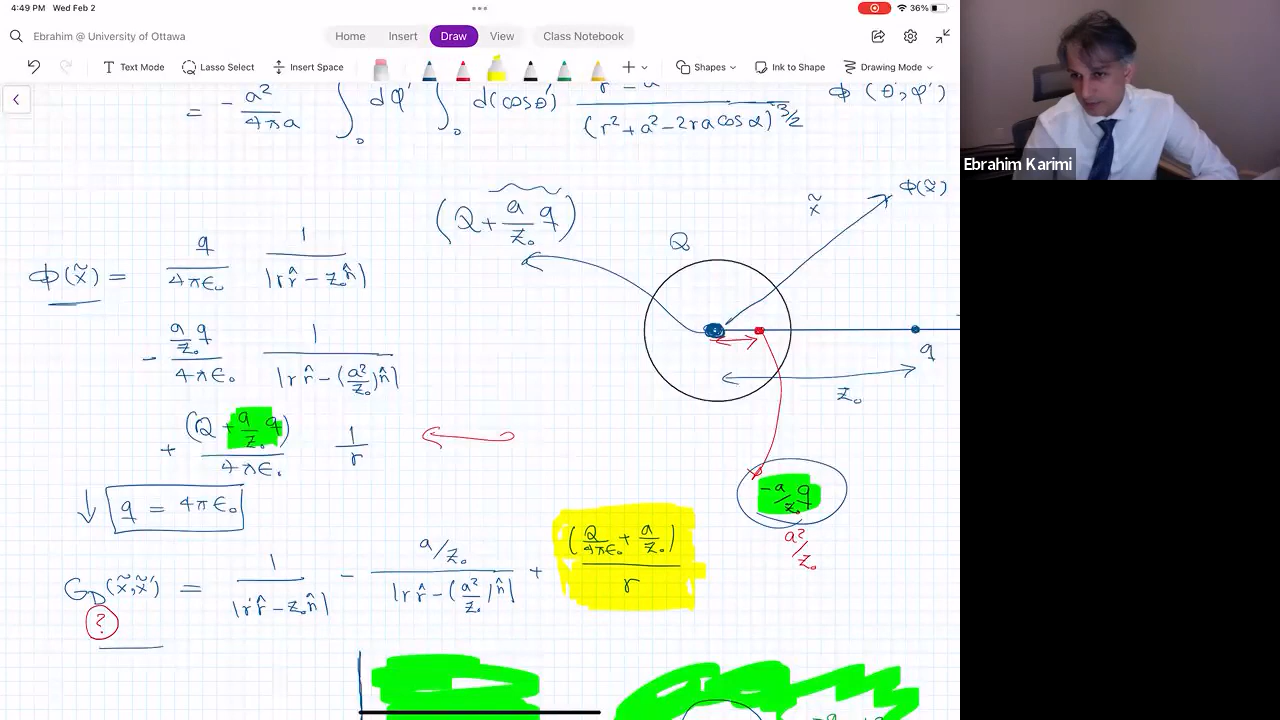 4:49 PM Wed Feb 2
36%
Ebrahim @ University of Ottawa
Home Insert Draw View Class Notebook
Text Mode Lasso Select Insert Space Shapes Ink to Shape Drawing Mode
Ebrahim Karimi
= - a² / 4πa ∫₀ dφ' ∫₀ d(cosθ') / (r² + a² - 2ra cos α)^3/2 Φ(θ', φ')
(Q + a/z₀ q)
Q
x̃
Φ(x̃)
Φ(x̃) = q / 4πε₀ 1 / |r r̂ - z₀ n̂|
q
z₀
- a/z₀ q / 4πε₀ 1 / |r r̂ - (a²/z₀) n̂|
+ (Q + a/z₀ q) / 4πε₀ 1 / r
- a/z₀ q
a²/z₀
↓ q = 4πε₀
G_D(x̃, x̃') = 1 / |r r̂ - z₀ n̂| - a/z₀ / |r r̂ - (a²/z₀) n̂| + (Q/4πε₀ + a/z₀) / r
?